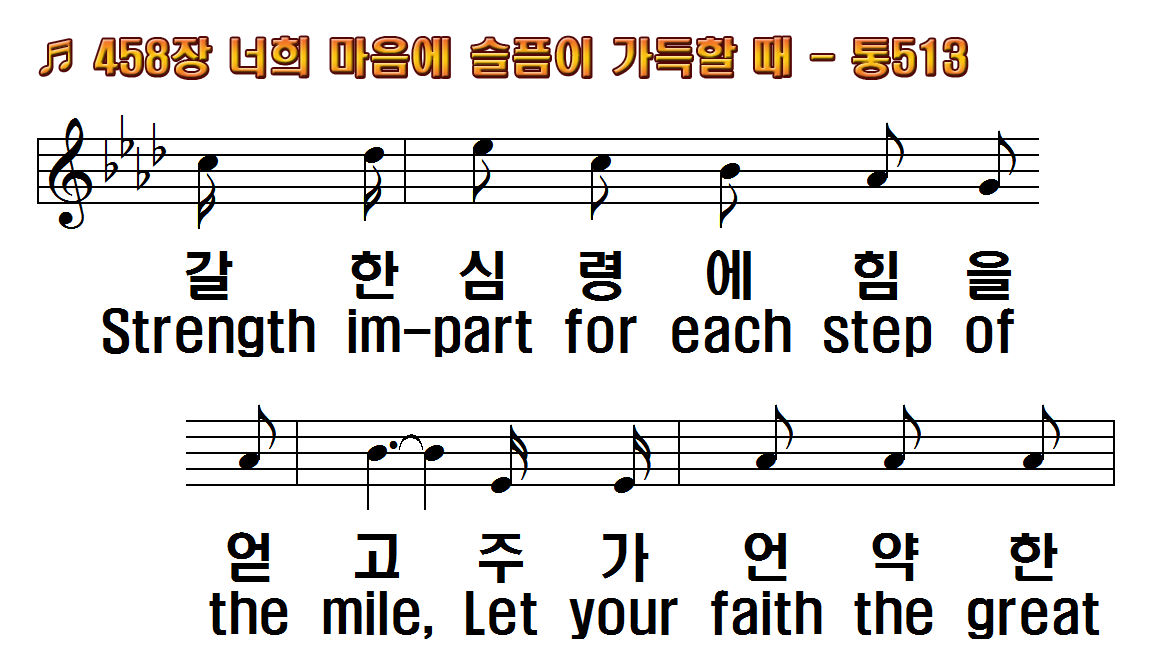 ♬ 458장 너희 마음에 슬픔이 가득할 때 - 통513
갈 한 심 령 에 힘 을
Strength im-part for each step of
얻 고 주 가 언 약 한
the mile, Let your faith the great